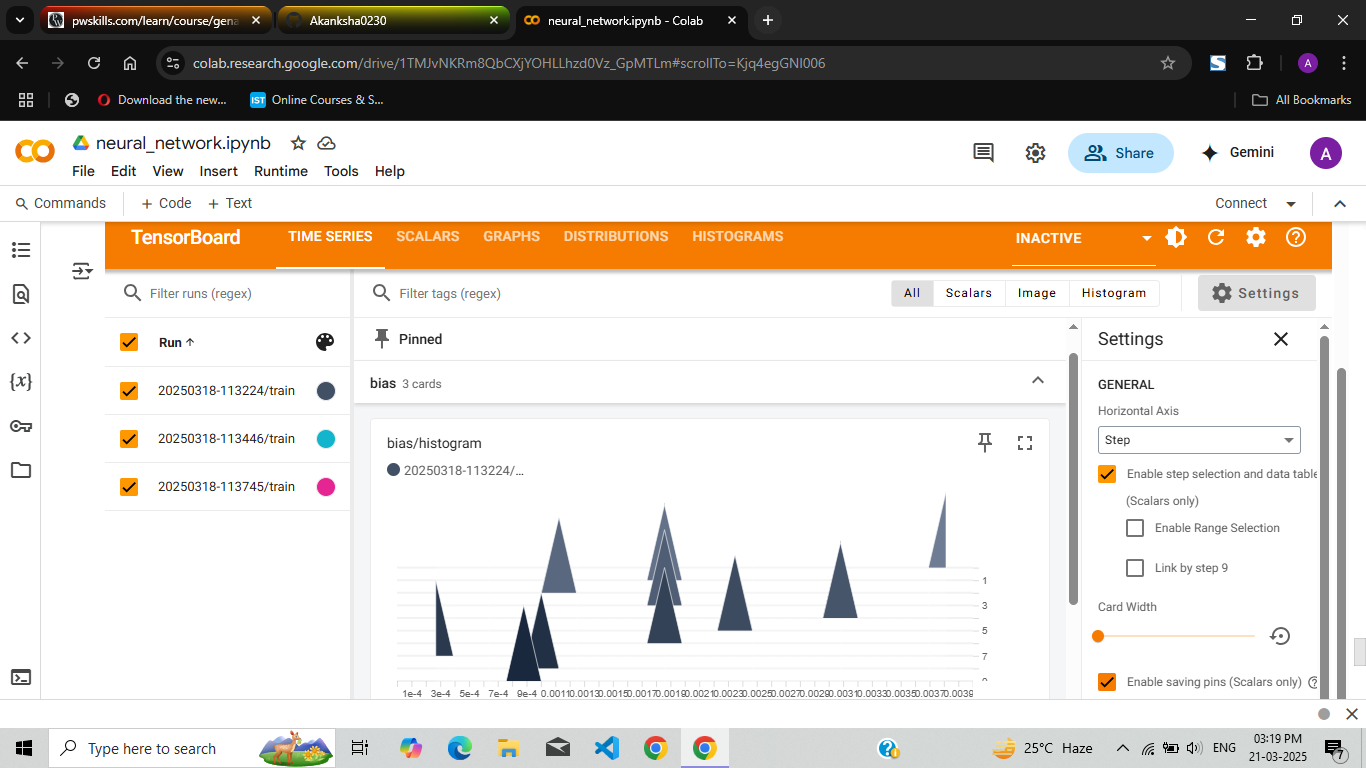 pwskills.com/learn/course/gena
Akanksha0230
neural_network.ipynb - Colab
colab.research.google.com/drive/1TMJvNKRm8QbCXjYOHLLhzd0Vz_GpMTLm#scrollTo=Kjq4egGNI006
S
A
Download the new...
IST
Online Courses & S...
All Bookmarks
neural_network.ipynb
Share
Gemini
A
File Edit View Insert Runtime Tools Help
Commands
+ Code
+ Text
Connect
TensorBoard
TIME SERIES
SCALARS
GRAPHS
DISTRIBUTIONS
HISTOGRAMS
INACTIVE
Filter runs (regex)
Filter tags (regex)
All
Scalars
Image
Histogram
Settings
Run
20250318-113224/train
20250318-113446/train
20250318-113745/train
Pinned
bias 3 cards
bias/histogram
20250318-113224/...
1
3
5
7
1e-4 3e-4 5e-4 7e-4 9e-4 0.0011 0.0013 0.0015 0.0017 0.0019 0.0021 0.0023 0.0025 0.0027 0.0029 0.0031 0.0033 0.0035 0.0037 0.0039
Settings
GENERAL
Horizontal Axis
Step
Enable step selection and data table
(Scalars only)
Enable Range Selection
Link by step 9
Card Width
Enable saving pins (Scalars only)
Type here to search
25°C Haze
ENG
03:19 PM
21-03-2025
7